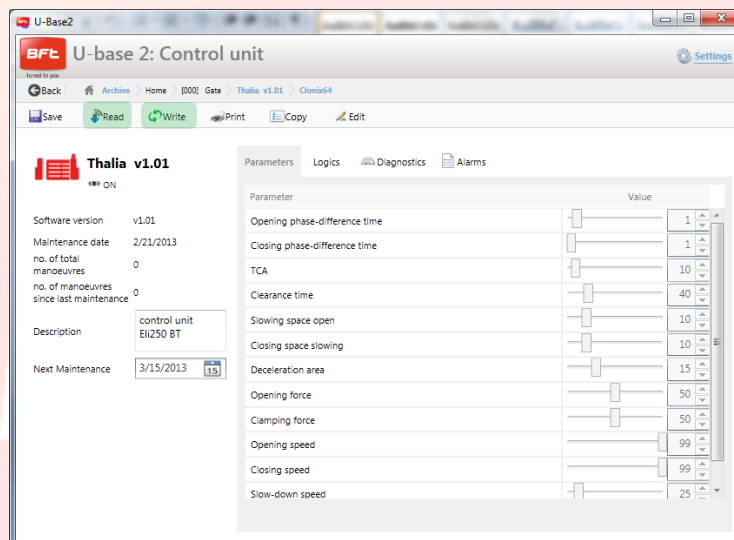 U-Base2
BFT U-base 2: Control unit
Settings
tuned to you
Back Archive Home [000] Gate Thalia v1.01 Clonix64
Save Read Write Print Copy Edit
Thalia v1.01
ON
Parameters Logics Diagnostics Alarms
Parameter Value
Software version v1.01
Maintenance date 2/21/2013
no. of total
manoeuvres 0
no. of manoeuvres
since last maintenance 0
Description control unit
Eli250 BT
Next Maintenance 3/15/2013 15
Opening phase-difference time 1
Closing phase-difference time 1
TCA 10
Clearance time 40
Slowing space open 10
Closing space slowing 10
Deceleration area 15
Opening force 50
Clamping force 50
Opening speed 99
Closing speed 99
Slow-down speed 25